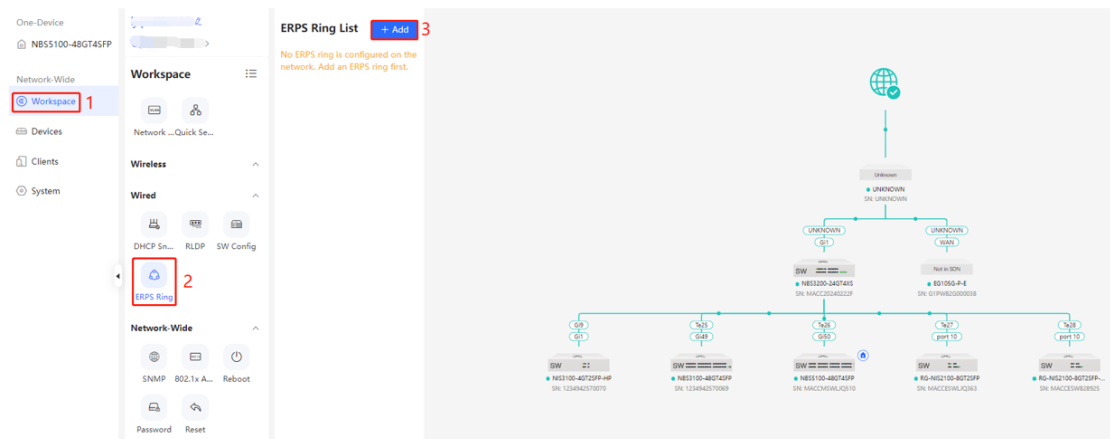 One-Device
NBS5100-48GT4SFP
Network-Wide
Workspace
1
Devices
Clients
System
Workspace
Network ...
Quick Se...
Wireless
Wired
DHCP Sn...
RLDP
SW Config
ERPS Ring
2
Network-Wide
SNMP
802.1x A...
Reboot
Password
Reset
ERPS Ring List
+ Add
3
No ERPS ring is configured on the
network. Add an ERPS ring first.
Unknown
UNKNOWN
SN: UNKNOWN
UNKNOWN
UNKNOWN
Gi1
WAN
SW
Not in SON
NBS3200-24GT4XS
EG105G-P-E
SN: MACC20240222F
SN: G1PW82G000038
Gi9
Te25
Te26
Te27
Te28
Gi1
Gi49
Gi50
port 10
port 10
SW
SW
SW
SW
SW
NIS3100-4GT2SFP-HP
NBS3100-48GT4SFP
NBS5100-48GT4SFP
RG-NIS2100-8GT2SFP
RG-NIS2100-8GT2SFP-...
SN: 1234942570070
SN: 1234942570069
SN: MACCMSWLJQ510
SN: MACCESWLJQ363
SN: MACCESW828925